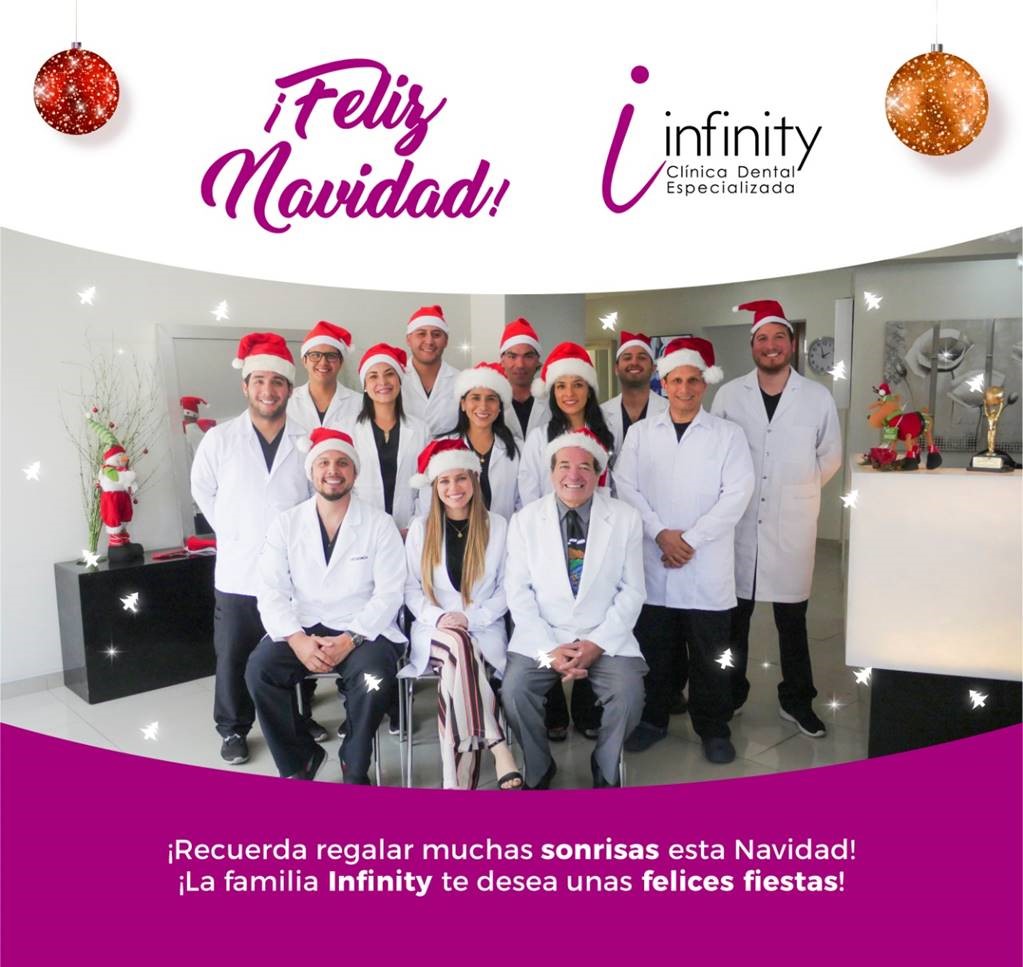 ¡Feliz
Navidad!
infinity
Clínica Dental
Especializada
¡Recuerda regalar muchas sonrisas esta Navidad!
¡La familia Infinity te desea unas felices fiestas!